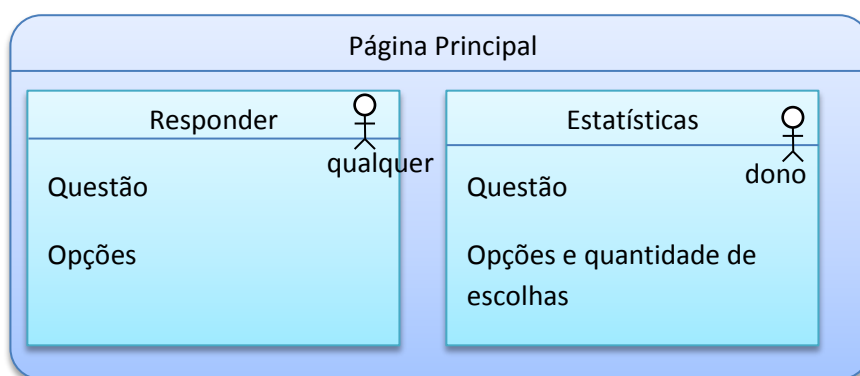 Página Principal
Responder
qualquer
Questão
Opções
Estatísticas
dono
Questão
Opções e quantidade de
escolhas